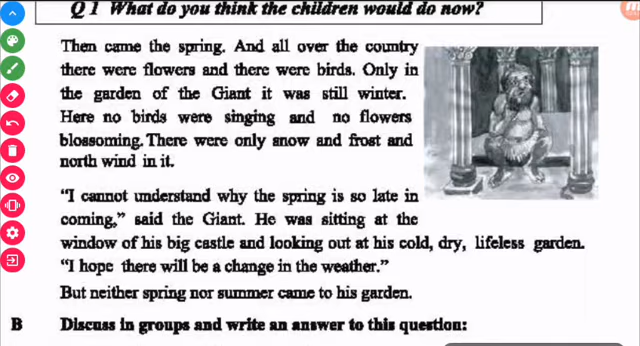 Q 1 What do you think the children would do now?
Then came the spring. And all over the country
there were flowers and there were birds. Only in
the garden of the Giant it was still winter.
Here no birds were singing and no flowers
blossoming. There were only snow and frost and
north wind in it.
“I cannot understand why the spring is so late in
coming,” said the Giant. He was sitting at the
window of his big castle and looking out at his cold, dry, lifeless garden.
“I hope there will be a change in the weather.”
But neither spring nor summer came to his garden.
B Discuss in groups and write an answer to this question: